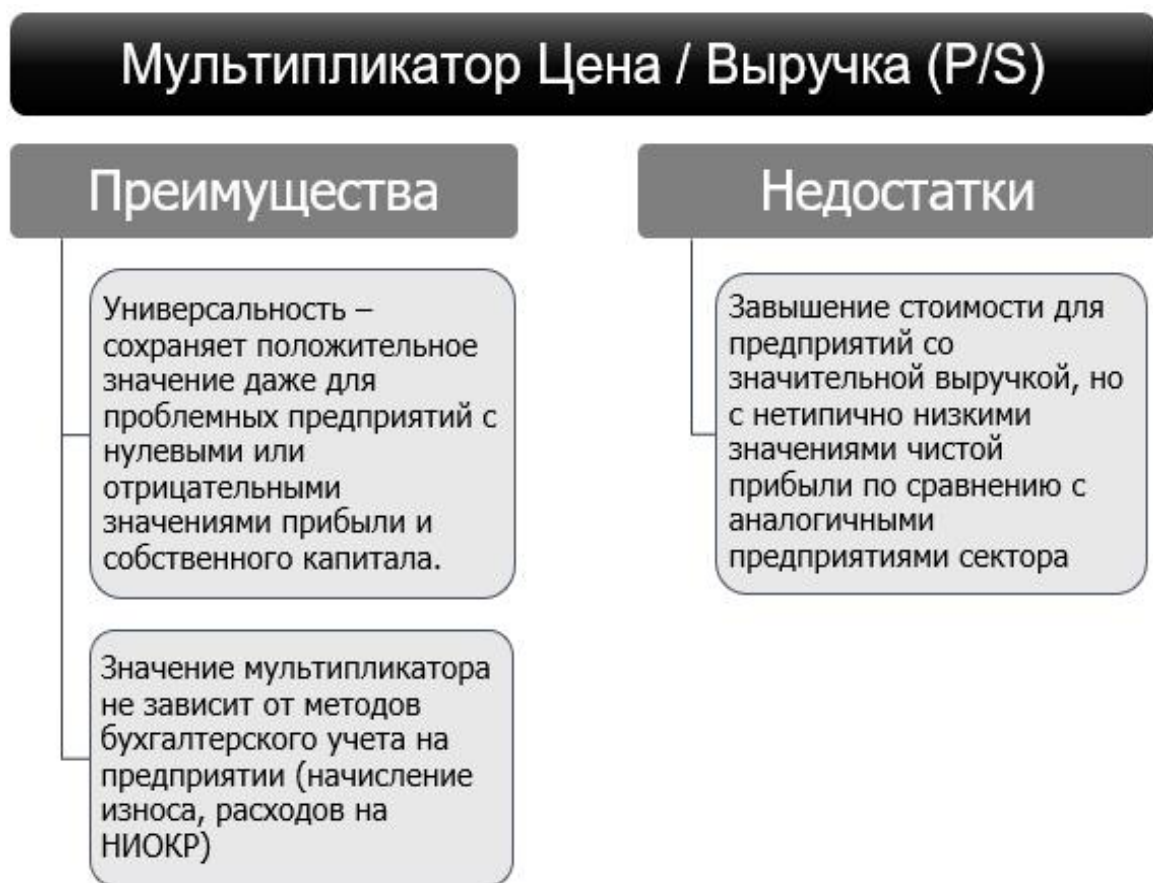 Мультипликатор Цена / Выручка (P/S)
Преимущества
Универсальность –
сохраняет положительное
значение даже для
проблемных предприятий с
нулевыми или
отрицательными
значениями прибыли и
собственного капитала.
Значение мультипликатора
не зависит от методов
бухгалтерского учета на
предприятии (начисление
износа, расходов на
НИОКР)
Недостатки
Завышение стоимости для
предприятий со
значительной выручкой, но
с нетипично низкими
значениями чистой
прибыли по сравнению с
аналогичными
предприятиями сектора